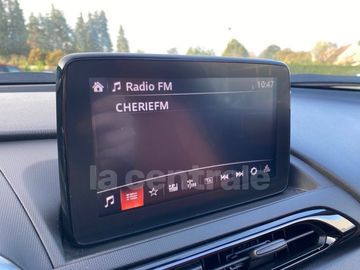 Radio FM
10:47
CHERIEFM
la centrale